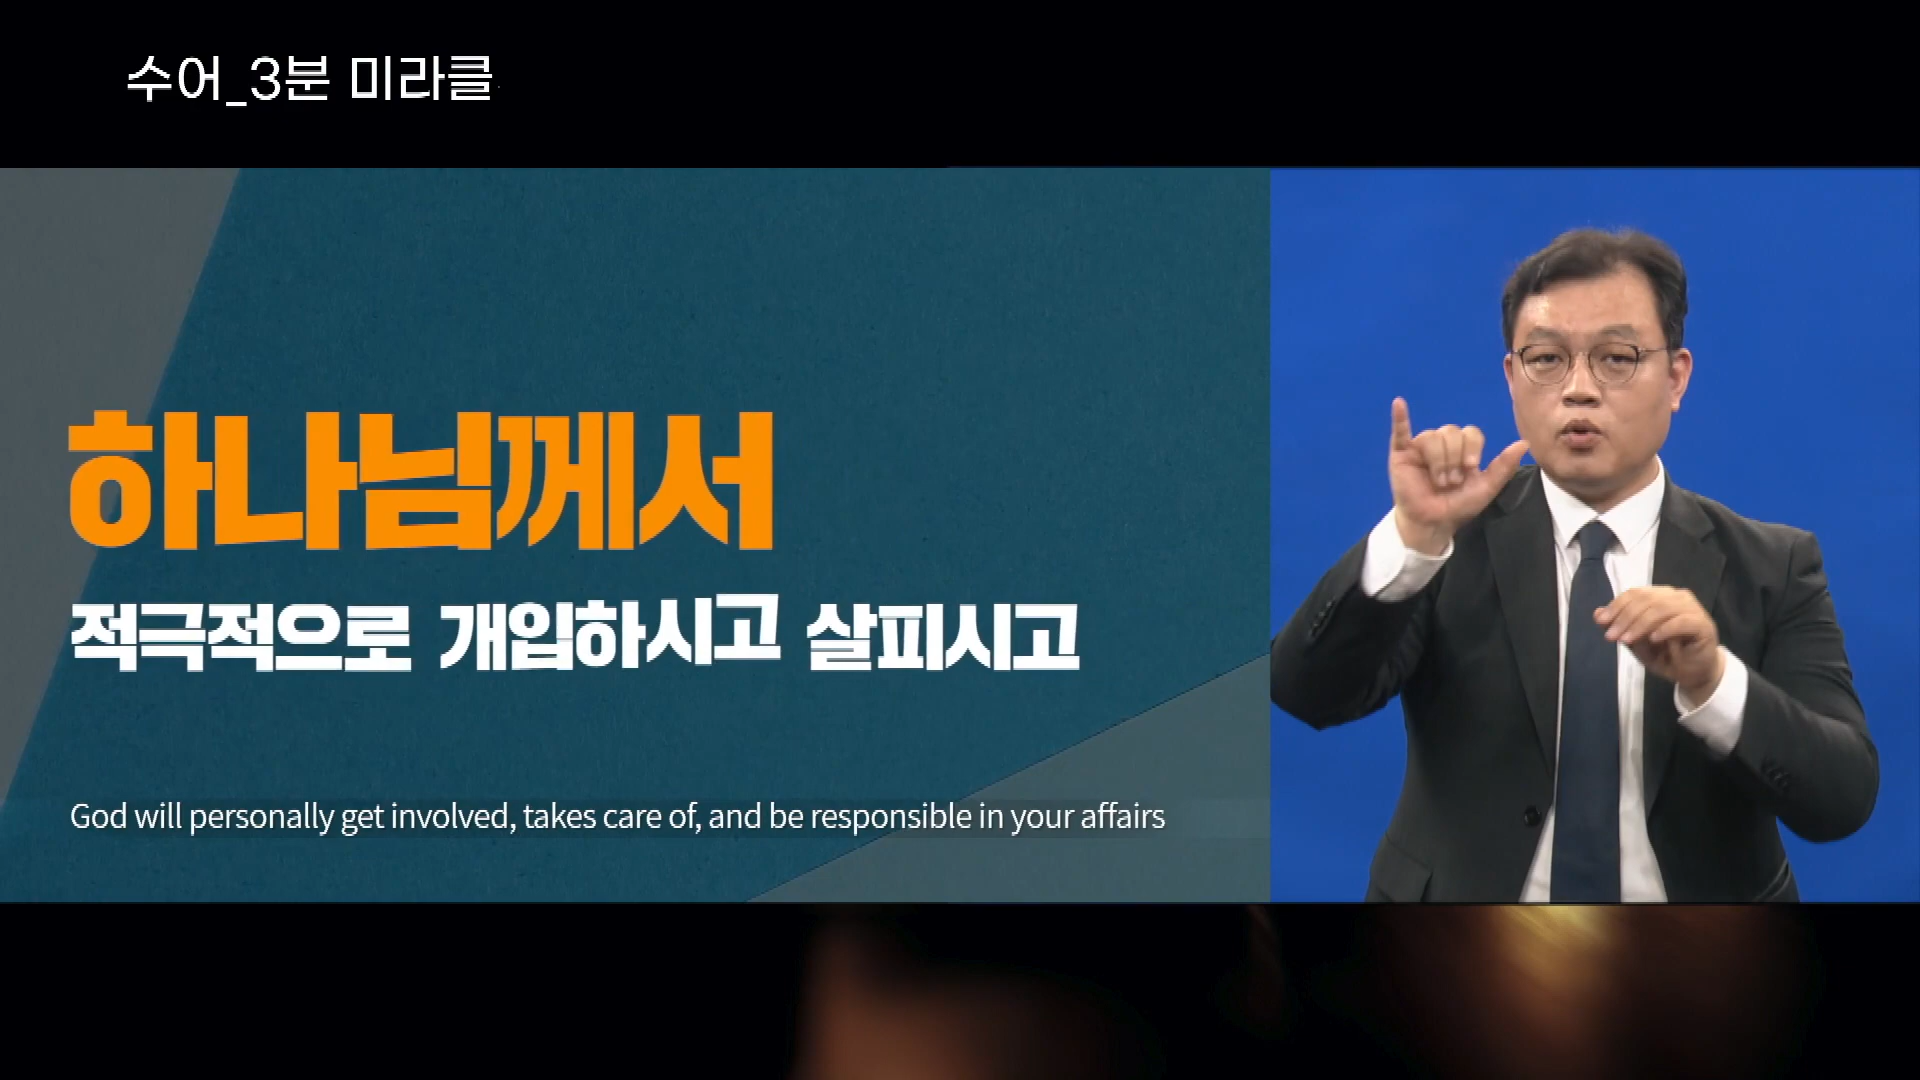 수어_3분 미라클
하나님께서
적극적으로 개입하시고 살피시고
God will personally get involved, takes care of, and be responsible in your affairs